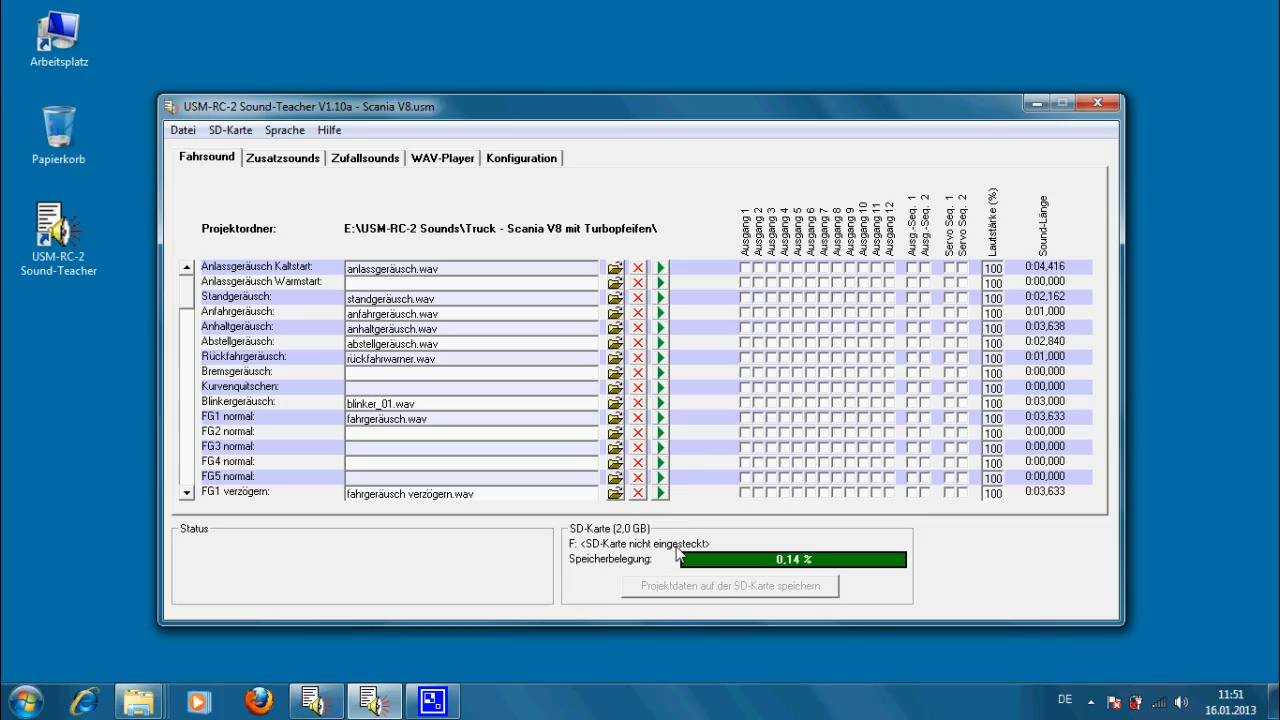 Arbeitsplatz
Papierkorb
USM-RC-2
Sound-Teacher
USM-RC-2 Sound-Teacher V1.10a - Scania V8.usm
Datei SD-Karte Sprache Hilfe
Fahrsound Zusatzsounds Zufallsounds WAV-Player Konfiguration
Projektordner: E:\USM-RC-2 Sounds\Truck - Scania V8 mit Turbopfeifen\
Ausgang 1 Ausgang 2 Ausgang 3 Ausgang 4 Ausgang 5 Ausgang 6 Ausgang 7 Ausgang 8 Ausgang 9 Ausgang 10 Ausgang 11 Ausgang 12 Ausg.-Seq. 1 Ausg.-Seq. 2 Servo Seq. 1 Servo Seq. 2 Lautstärke (%) Sound-Länge
Anlassgeräusch Kaltstart: anlassgeräusch.wav 100 0:04,416
Anlassgeräusch Warmstart: 100 0:00,000
Standgeräusch: standgeräusch.wav 100 0:02,162
Anfahrgeräusch: anfahrgeräusch.wav 100 0:01,000
Anhaltgeräusch: anhaltgeräusch.wav 100 0:03,638
Abstellgeräusch: abstellgeräusch.wav 100 0:02,840
Rückfahrgeräusch: rückfahrwarner.wav 100 0:01,000
Bremsgeräusch: 100 0:00,000
Kurvenquitschen: 100 0:00,000
Blinkergeräusch: blinker_01.wav 100 0:03,000
FG1 normal: fahrgeräusch.wav 100 0:03,633
FG2 normal: 100 0:00,000
FG3 normal: 100 0:00,000
FG4 normal: 100 0:00,000
FG5 normal: 100 0:00,000
FG1 verzögern: fahrgeräusch verzögern.wav 100 0:03,633
Status
SD-Karte (2,0 GB)
F: <SD-Karte nicht eingesteckt>
Speicherbelegung: 0,14 %
Projektdaten auf der SD-Karte speichern
DE
11:51
16.01.2013